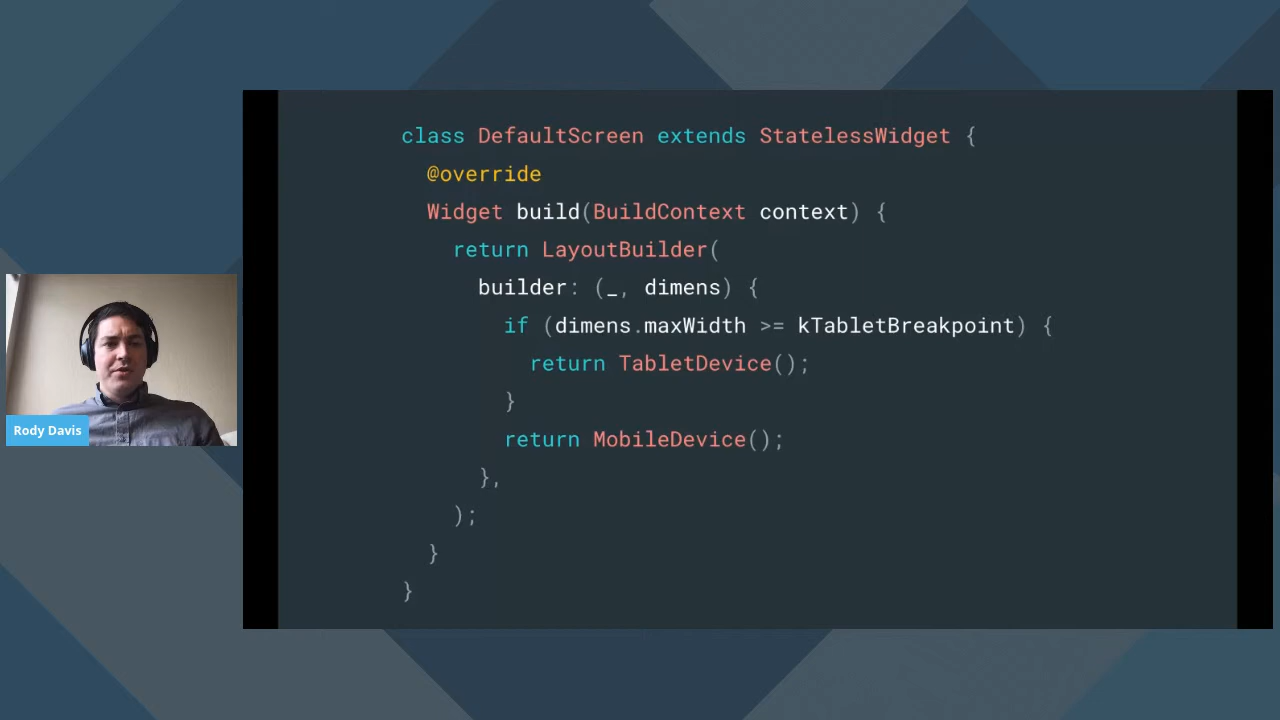 class DefaultScreen extends StatelessWidget {
@override
Widget build(BuildContext context) {
return LayoutBuilder(
builder: (_, dimens) {
if (dimens.maxWidth >= kTabletBreakpoint) {
return TabletDevice();
}
return MobileDevice();
},
);
}
}
Rody Davis